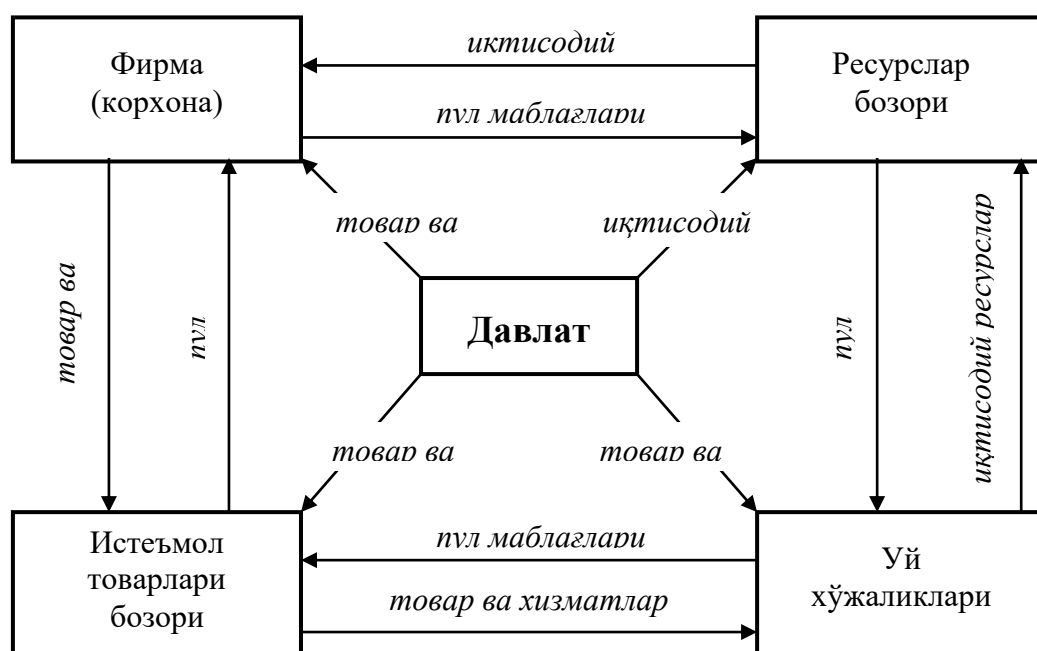 Фирма
(корхона)
иқтисодий
пул маблағлари
Ресурслар
бозори
товар ва
иқтисодий
товар ва
пул
Давлат
пул
иқтисодий ресурслар
товар ва
товар ва
Истеъмол
товарлари
бозори
пул маблағлари
товар ва хизматлар
Уй
хўжаликлари